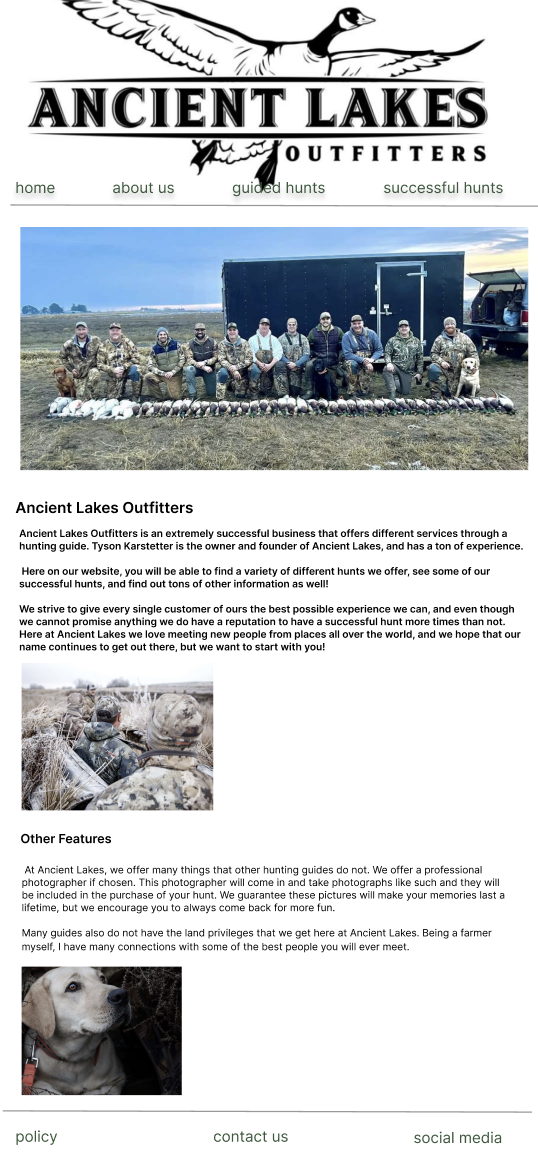 ANCIENT LAKES
OUTFITTERS
home about us guided hunts successful hunts
Ancient Lakes Outfitters
Ancient Lakes Outfitters is an extremely successful business that offers different services through a
hunting guide. Tyson Karstetter is the owner and founder of Ancient Lakes, and has a ton of experience.
Here on our website, you will be able to find a variety of different hunts we offer, see some of our
successful hunts, and find out tons of other information as well!
We strive to give every single customer of ours the best possible experience we can, and even though
we cannot promise anything we do have a reputation to have a successful hunt more times than not.
Here at Ancient Lakes we love meeting new people from places all over the world, and we hope that our
name continues to get out there, but we want to start with you!
Other Features
At Ancient Lakes, we offer many things that other hunting guides do not. We offer a professional
photographer if chosen. This photographer will come in and take photographs like such and they will
be included in the purchase of your hunt. We guarantee these pictures will make your memories last a
lifetime, but we encourage you to always come back for more fun.
Many guides also do not have the land privileges that we get here at Ancient Lakes. Being a farmer
myself, I have many connections with some of the best people you will ever meet.
policy contact us social media